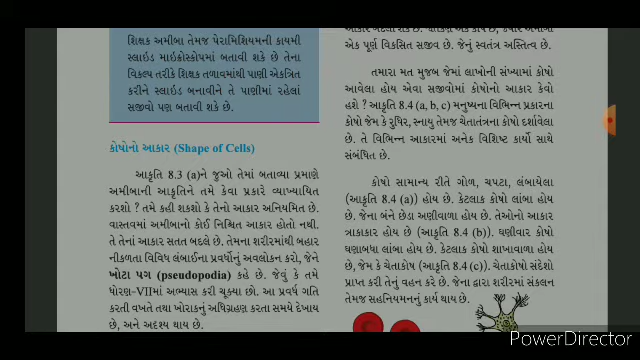 શિક્ષક અમીબા તેમજ પેરામિશિયમની કાયમી
સ્લાઇડ માઇક્રોસ્કોપમાં બતાવી શકે છે તેના
વિકલ્પ તરીકે શિક્ષક તળાવમાંથી પાણી એકત્રિત
કરીને સ્લાઇડ બનાવીને તે પાણીમાં રહેલાં
સજીવો પણ બતાવી શકે છે.
કોષોનો આકાર (Shape of Cells)
આકૃતિ 8.3 (a)ને જુઓ તેમાં બતાવ્યા પ્રમાણે
અમીબાની આકૃતિને તમે કેવા પ્રકારે વ્યાખ્યાયિત
કરશો ? તમે કહી શકશો કે તેનો આકાર અનિયમિત છે.
વાસ્તવમાં અમીબાનો કોઈ નિશ્ચિત આકાર હોતો નથી.
તે તેનાં આકાર સતત બદલે છે. તેમના શરીરમાંથી બહાર
નીકળતા વિવિધ લંબાઈના પ્રવર્ધોનું અવલોકન કરો, જેને
ખોટા પગ (pseudopodia) કહે છે. જેવું કે તમે
ધોરણ-VIIમાં અભ્યાસ કરી ચૂક્યા છો. આ પ્રવર્ધ ગતિ
કરતી વખતે તથા ખોરાકનું અધિગ્રહણ કરતા સમયે દેખાય
છે, અને અદૃશ્ય થાય છે.
એક પૂર્ણ વિકસિત સજીવ છે. જેનું સ્વતંત્ર અસ્તિત્વ છે.
તમારા મત મુજબ જેમાં લાખોની સંખ્યામાં કોષો
આવેલા હોય એવા સજીવોમાં કોષોનો આકાર કેવો
હશે ? આકૃતિ 8.4 (a, b, c) મનુષ્યના વિભિન્ન પ્રકારના
કોષો જેમ કે રુધિર, સ્નાયુ તેમજ ચેતાતંત્રના કોષો દર્શાવેલા
છે. તે વિભિન્ન આકારમાં અનેક વિશિષ્ટ કાર્યો સાથે
સંબંધિત છે.
કોષો સામાન્ય રીતે ગોળ, ચપટા, લંબાયેલા
(આકૃતિ 8.4 (a)) હોય છે. કેટલાક કોષો લાંબા હોય છે.
જેના બંને છેડા અણીવાળા હોય છે. તેઓનો આકાર
ત્રાકાકાર હોય છે (આકૃતિ 8.4 (b)). ઘણીવાર કોષો
ઘણાબધા લાંબા હોય છે. કેટલાક કોષો શાખાવાળા હોય
છે, જેમ કે ચેતાકોષ (આકૃતિ 8.4 (c)). ચેતાકોષો સંદેશો
પ્રાપ્ત કરી તેનું વહન કરે છે. જેના દ્વારા શરીરમાં સંકલન
તેમજ સહનિયમનનું કાર્ય થાય છે.
PowerDirector